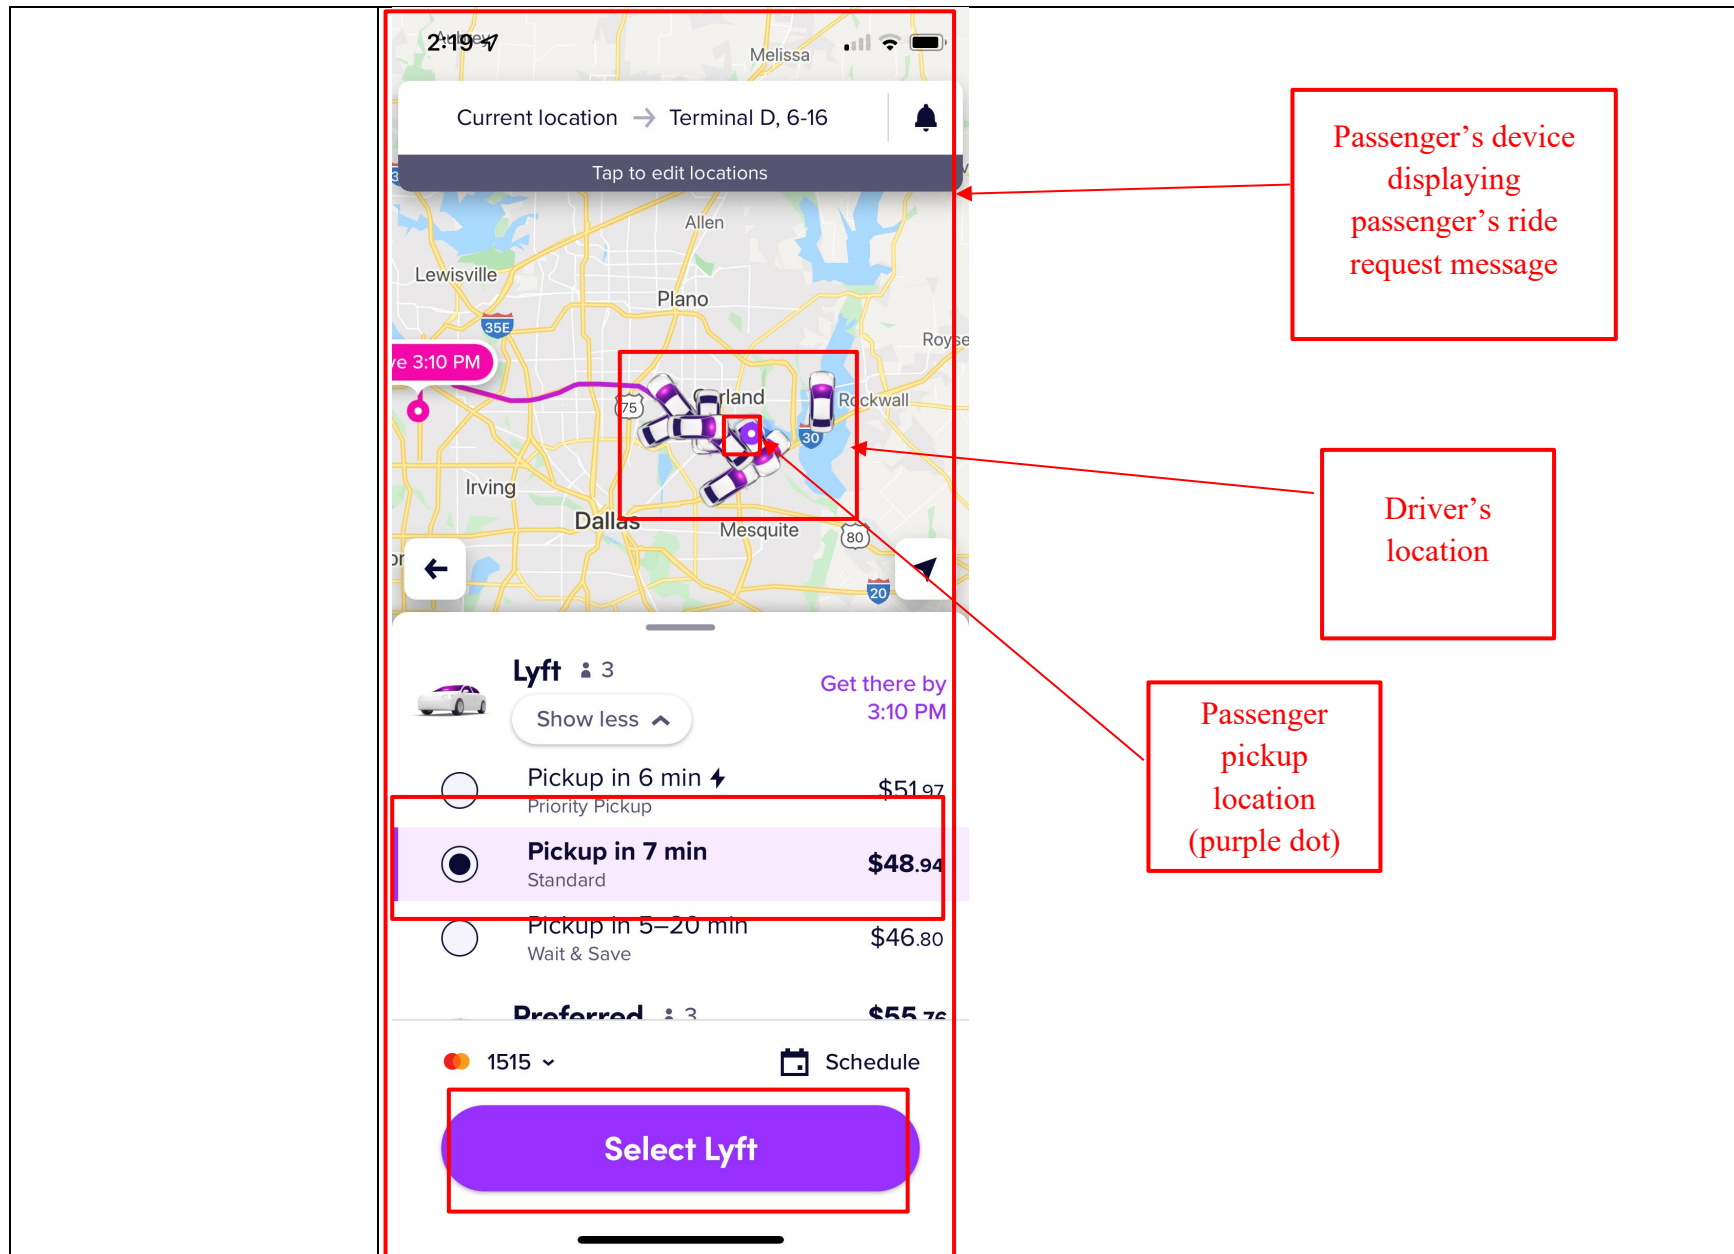 2:19
Aubrey
Melissa
Current location → Terminal D, 6-16
Tap to edit locations
Allen
Lewisville
Plano
35E
Royse
ve 3:10 PM
75
rland
Rockwall
30
Irving
Dallas
Mesquite
80
20
Lyft 3
Get there by
3:10 PM
Show less
Pickup in 6 min
$51.97
Priority Pickup
Pickup in 7 min
$48.94
Standard
Pickup in 5–20 min
$46.80
Wait & Save
Preferred 3
$55.76
1515
Schedule
Select Lyft
Passenger’s device
displaying
passenger’s ride
request message
Driver’s
location
Passenger
pickup
location
(purple dot)